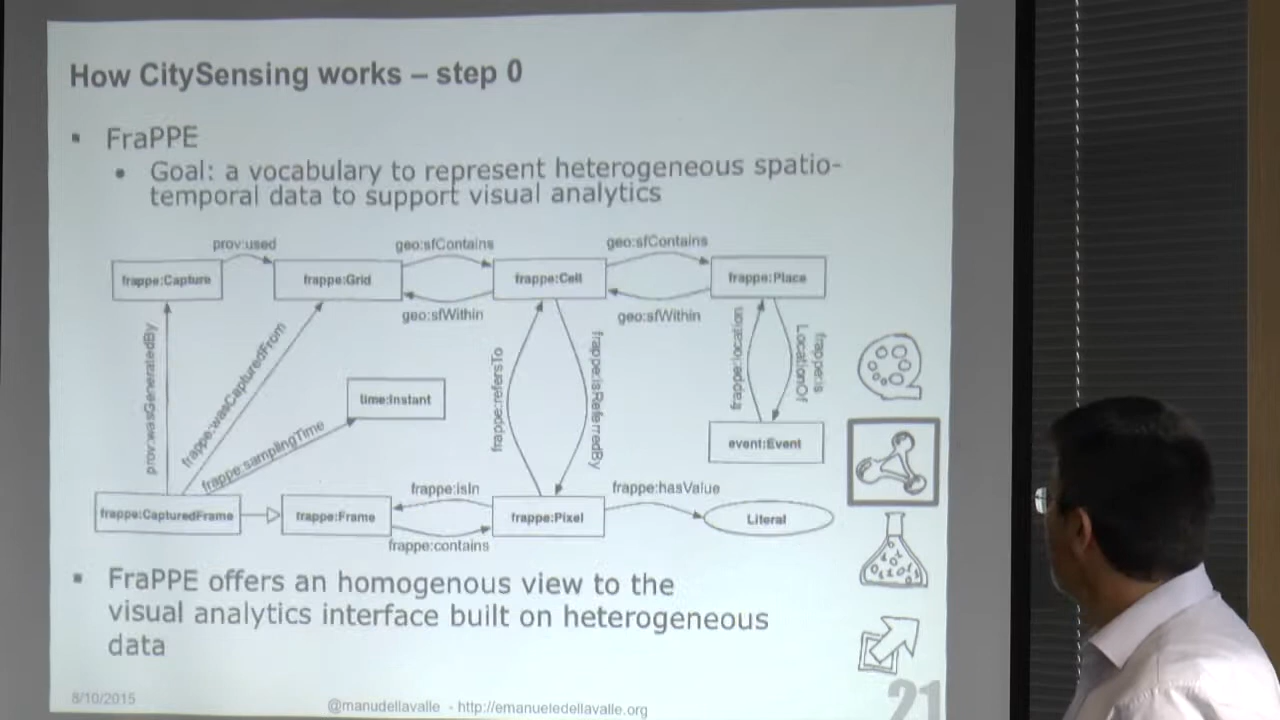 How CitySensing works – step 0
▪ FraPPE
• Goal: a vocabulary to represent heterogeneous spatio-
temporal data to support visual analytics
prov:used
geo:sfContains
geo:sfContains
frappe:Capture
frappe:Grid
frappe:Cell
frappe:Place
geo:sfWithin
geo:sfWithin
prov:wasGeneratedBy
frappe:wasCapturedFrom
frappe:samplingTime
time:Instant
frappe:refersTo
frappe:isReferredBy
frappe:location
frappe:is
LocationOf
event:Event
frappe:isIn
frappe:hasValue
frappe:CapturedFrame
frappe:Frame
frappe:Pixel
Literal
frappe:contains
▪ FraPPE offers an homogenous view to the
visual analytics interface built on heterogeneous
data
8/10/2015
@manudellavalle - http://emanueledellavalle.org
21